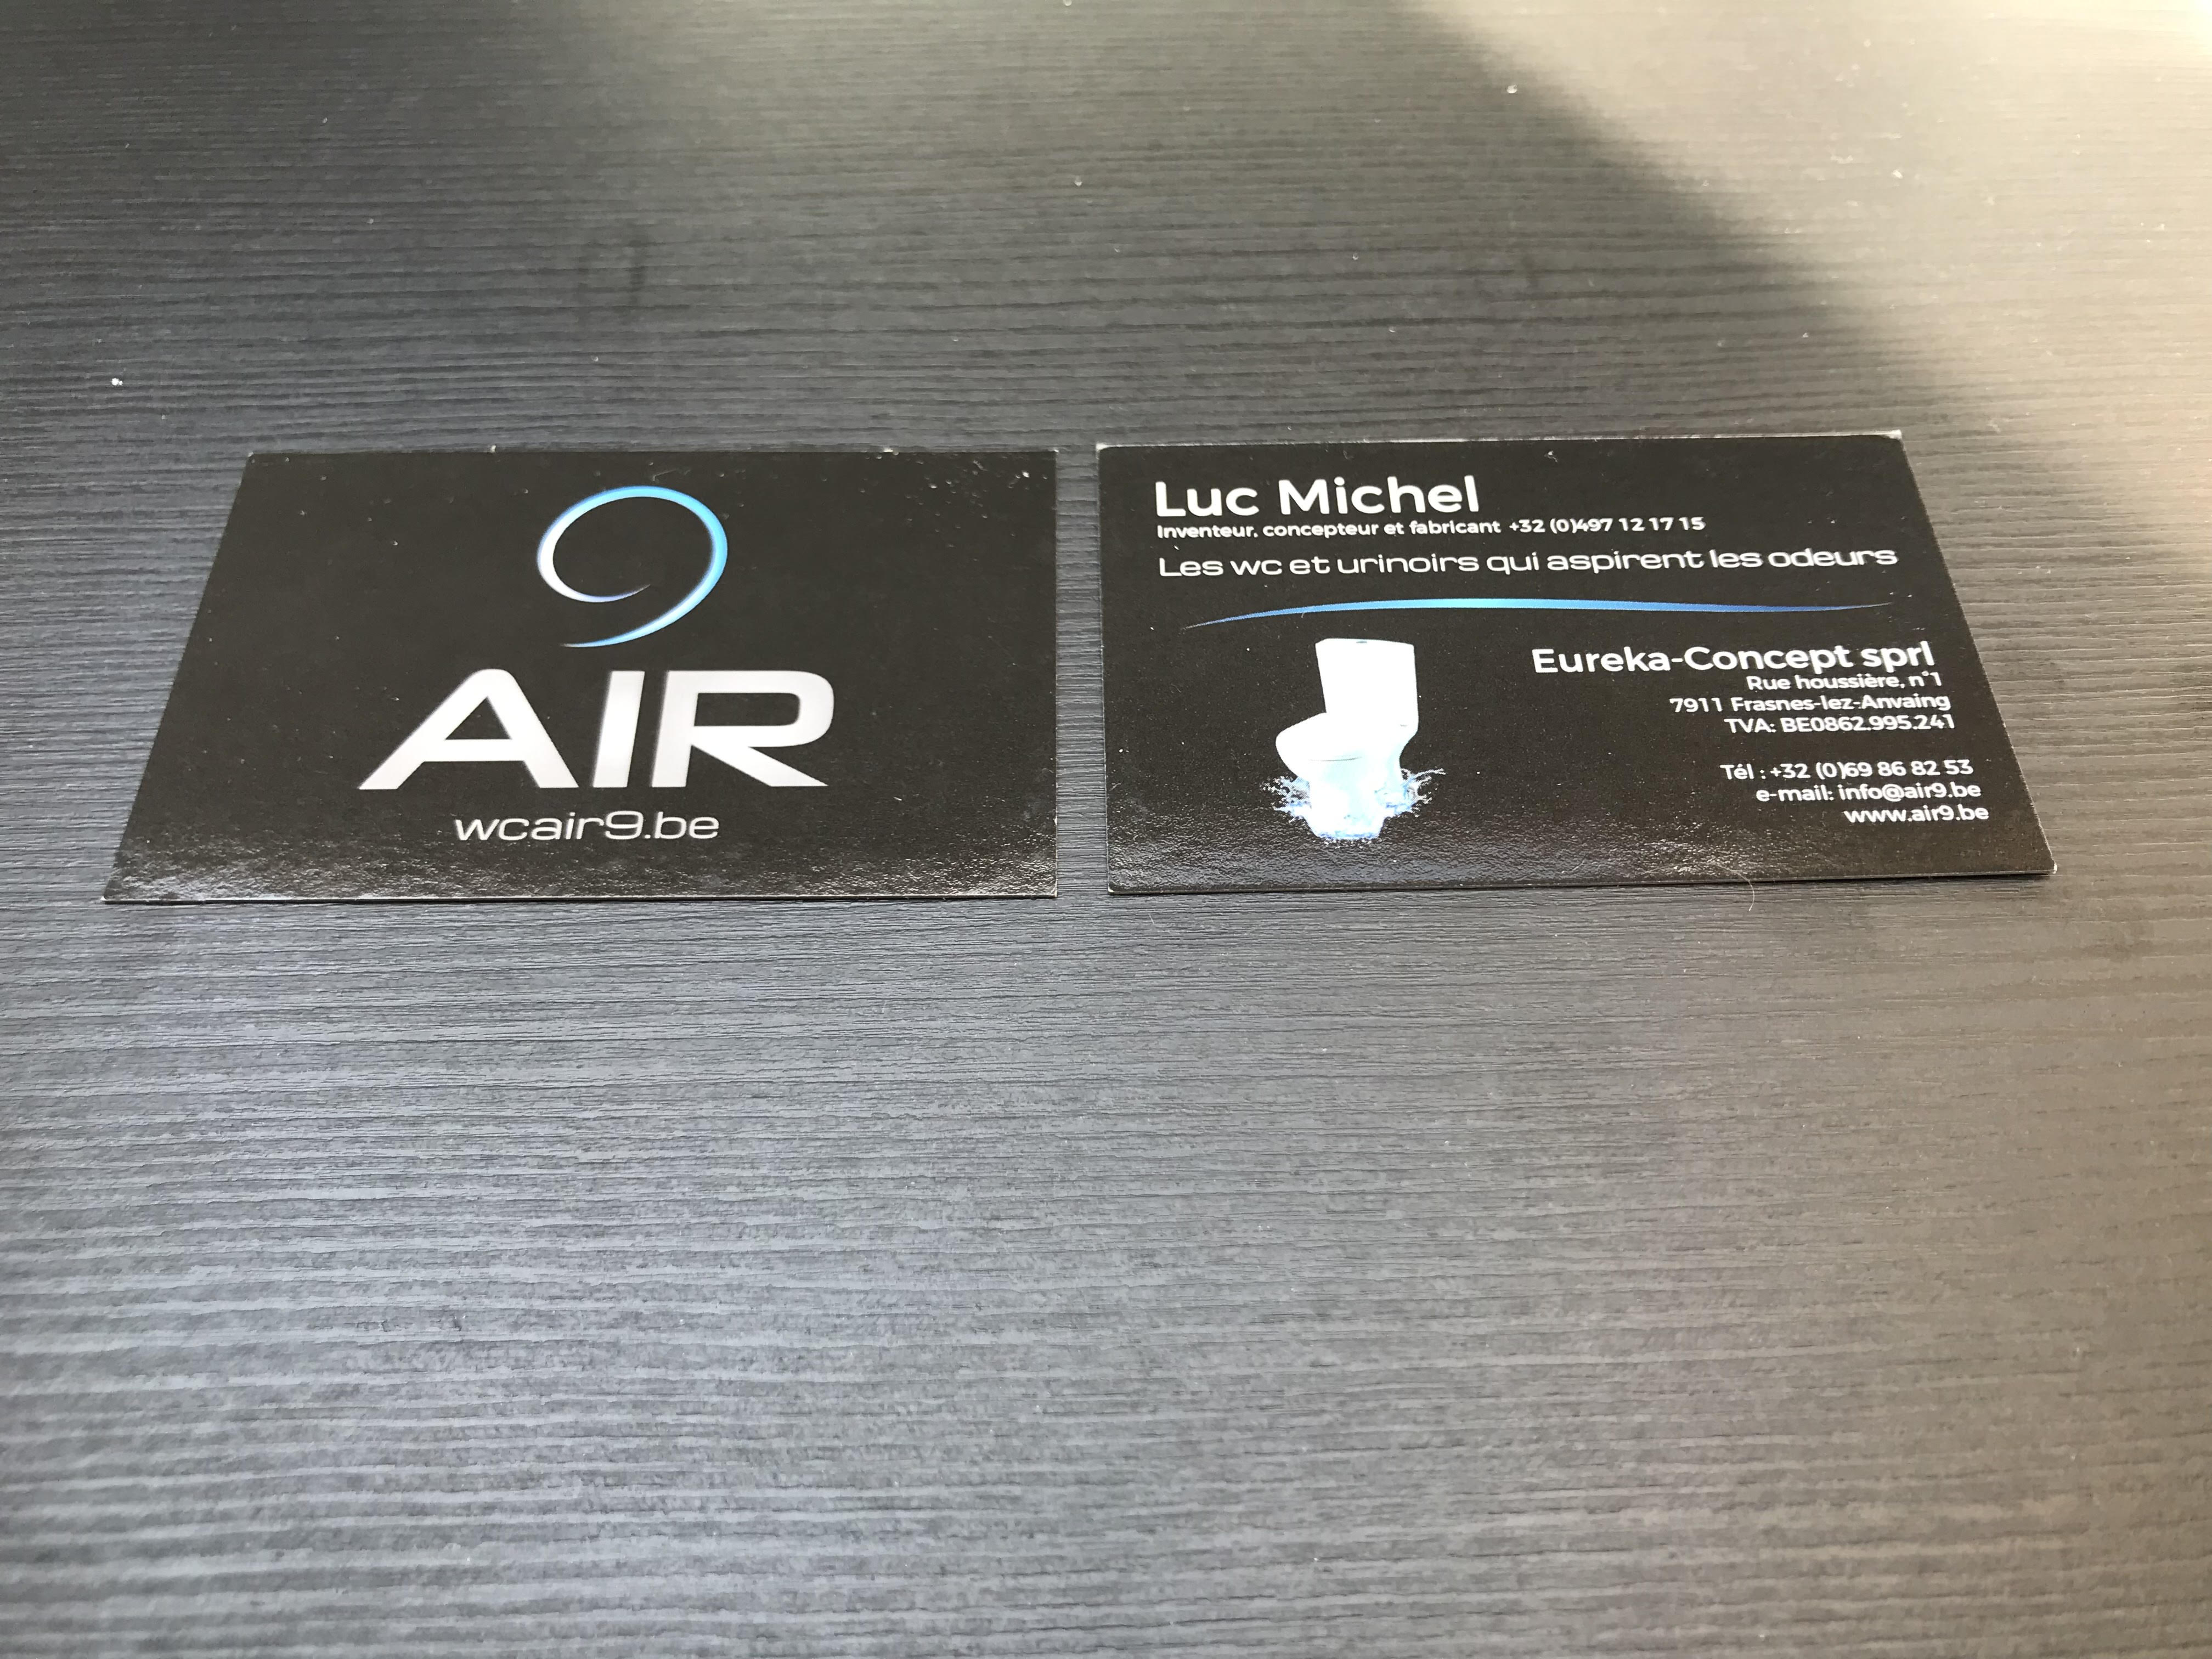 9
AIR
wcair9.be
Luc Michel
Inventeur, concepteur et fabricant +32 (0)497 12 17 15
Les wc et urinoirs qui aspirent les odeurs
Eureka-Concept sprl
Rue houssière, n°1
7911 Frasnes-lez-Anvaing
TVA: BE0862.995.241
Tél : +32 (0)69 86 82 53
e-mail: info@air9.be
www.air9.be